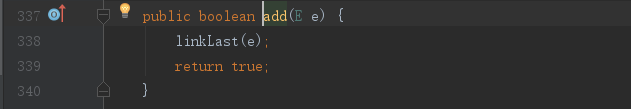 337 public boolean add(E e) {
338 linkLast(e);
339 return true;
340 }